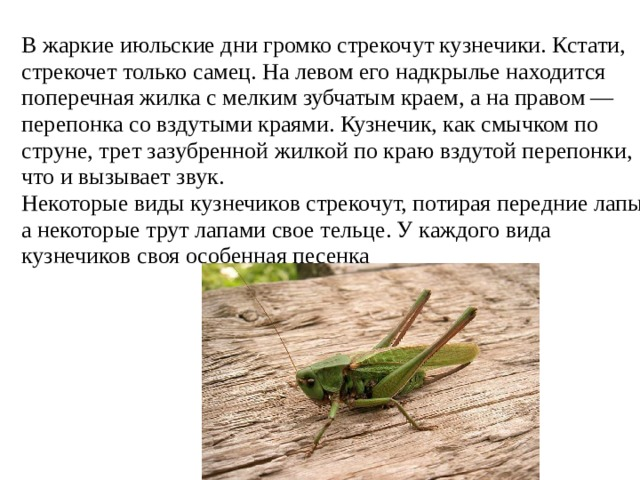 В жаркие июльские дни громко стрекочут кузнечики. Кстати,
стрекочет только самец. На левом его надкрылье находится
поперечная жилка с мелким зубчатым краем, а на правом —
перепонка со вздутыми краями. Кузнечик, как смычком по
струне, трет зазубренной жилкой по краю вздутой перепонки,
что и вызывает звук.
Некоторые виды кузнечиков стрекочут, потирая передние лапы
а некоторые трут лапами свое тельце. У каждого вида
кузнечиков своя особенная песенка